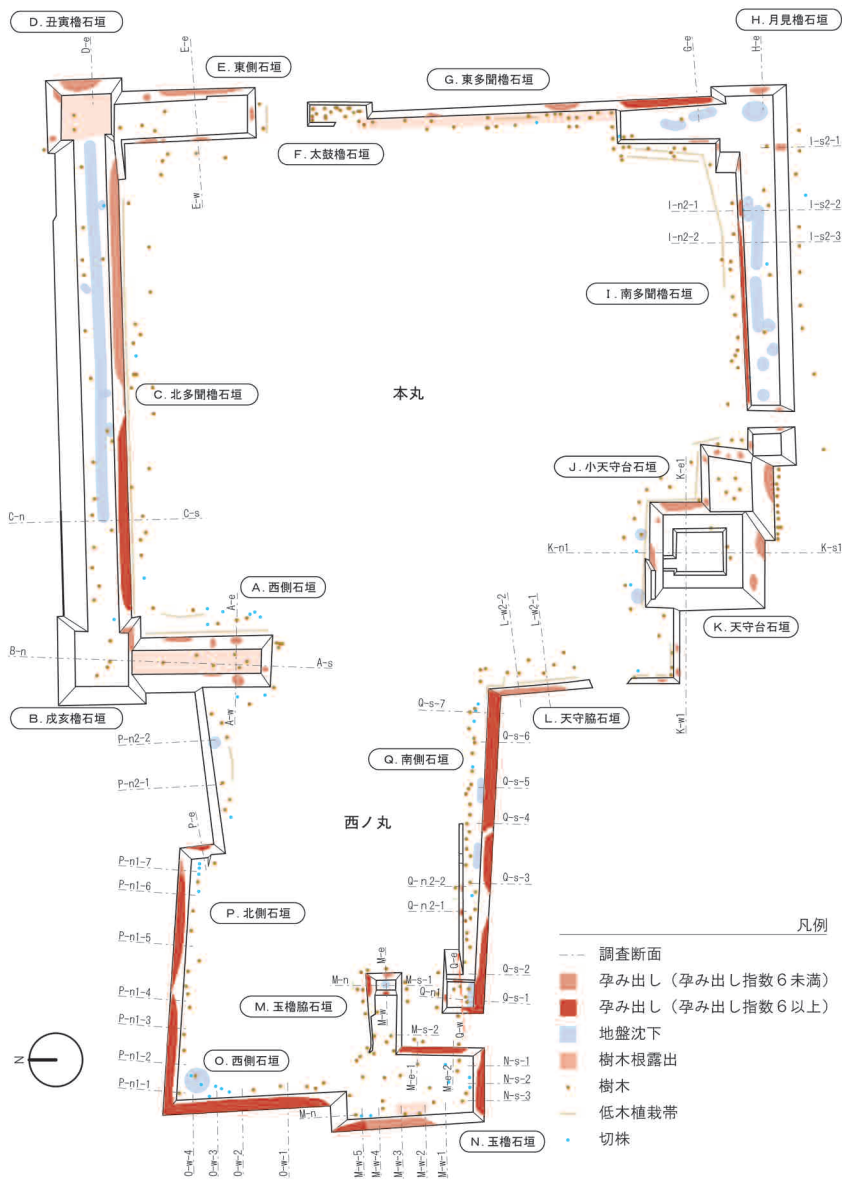 D. 丑寅櫓石垣
H. 月見櫓石垣
D-e
E-e
G-e
H-e
E. 東側石垣
G. 東多聞櫓石垣
F. 太鼓櫓石垣
I-s2-1
E-w
I-n2-1
I-s2-2
I-n2-2
I-s2-3
I. 南多聞櫓石垣
C. 北多聞櫓石垣
本丸
J. 小天守台石垣
K-e1
C-n
C-s
K-n1
K-s1
A. 西側石垣
A-e
L-w2-2
L-w2-1
K. 天守台石垣
B-n
A-s
B. 戌亥櫓石垣
A-w
Q-s-7
L. 天守脇石垣
K-w1
P-n2-2
Q-s-6
Q. 南側石垣
P-n2-1
Q-s-5
P-e
西ノ丸
Q-s-4
P-n1-7
P-n1-6
Q-n2-2
Q-s-3
P. 北側石垣
Q-n2-1
凡例
P-n1-5
M-e
Q-e
調査断面
M-n
M-s-1
Q-s-2
孕み出し（孕み出し指数６未満）
P-n1-4
Q-n1
Q-s-1
M. 玉櫓脇石垣
孕み出し（孕み出し指数６以上）
P-n1-3
M-w
M-s-2
Q-w
地盤沈下
N
P-n1-2
O. 西側石垣
M-e-1
M-e-2
N-s-1
樹木根露出
P-n1-1
N-s-2
樹木
N-s-3
M-n
低木植栽帯
N. 玉櫓石垣
切株
O-w-4
O-w-3
O-w-2
O-w-1
M-w-5
M-w-4
M-w-3
M-w-2
M-w-1